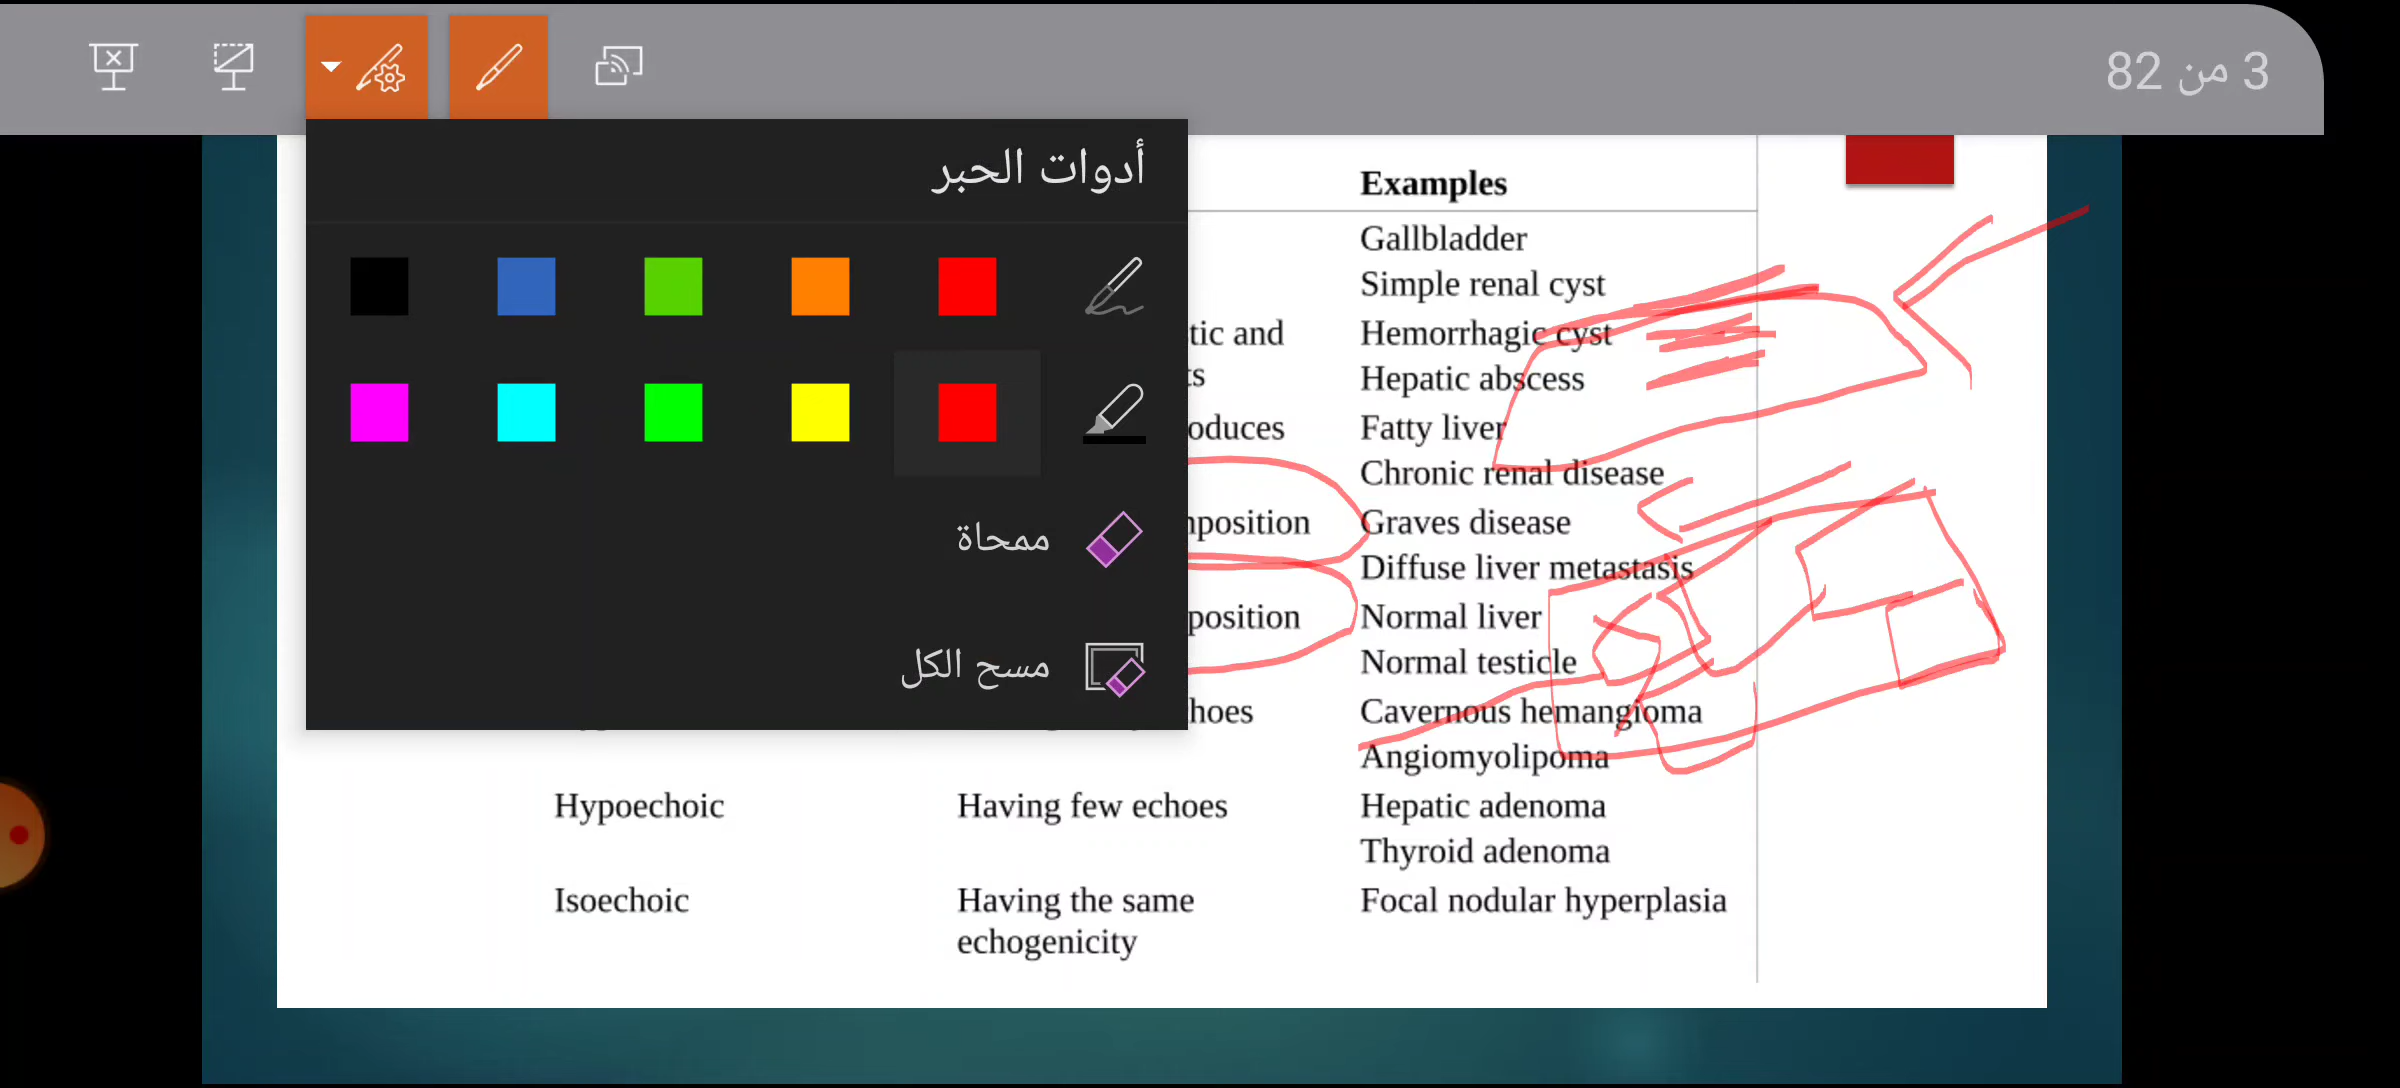 3 من 82
أدوات الحبر
ممحاة
مسح الكل
Examples
Gallbladder
Simple renal cyst
tic and Hemorrhagic cyst
ts Hepatic abscess
oduces Fatty liver
Chronic renal disease
position Graves disease
Diffuse liver metastasis
position Normal liver
Normal testicle
hoes Cavernous hemangioma
Angiomyolipoma
Hypoechoic Having few echoes Hepatic adenoma
Thyroid adenoma
Isoechoic Having the same Focal nodular hyperplasia
echogenicity